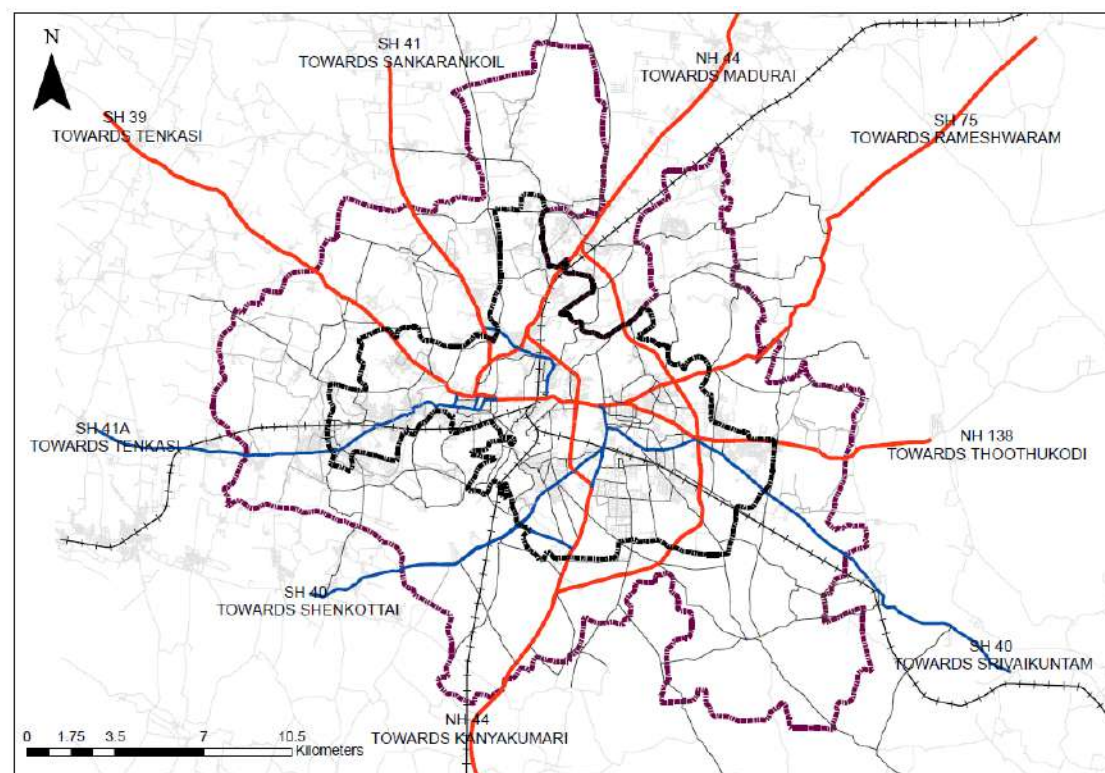 N
SH 41
TOWARDS SANKARANKOIL
NH 44
TOWARDS MADURAI
SH 39
TOWARDS TENKASI
SH 75
TOWARDS RAMESHWARAM
SH 41A
TOWARDS TENKASI
NH 138
TOWARDS THOOTHUKODI
SH 40
TOWARDS SHENKOTTAI
SH 40
TOWARDS SRIVAIKUNTAM
NH 44
TOWARDS KANYAKUMARI
0 1.75 3.5 7 10.5
Kilometers